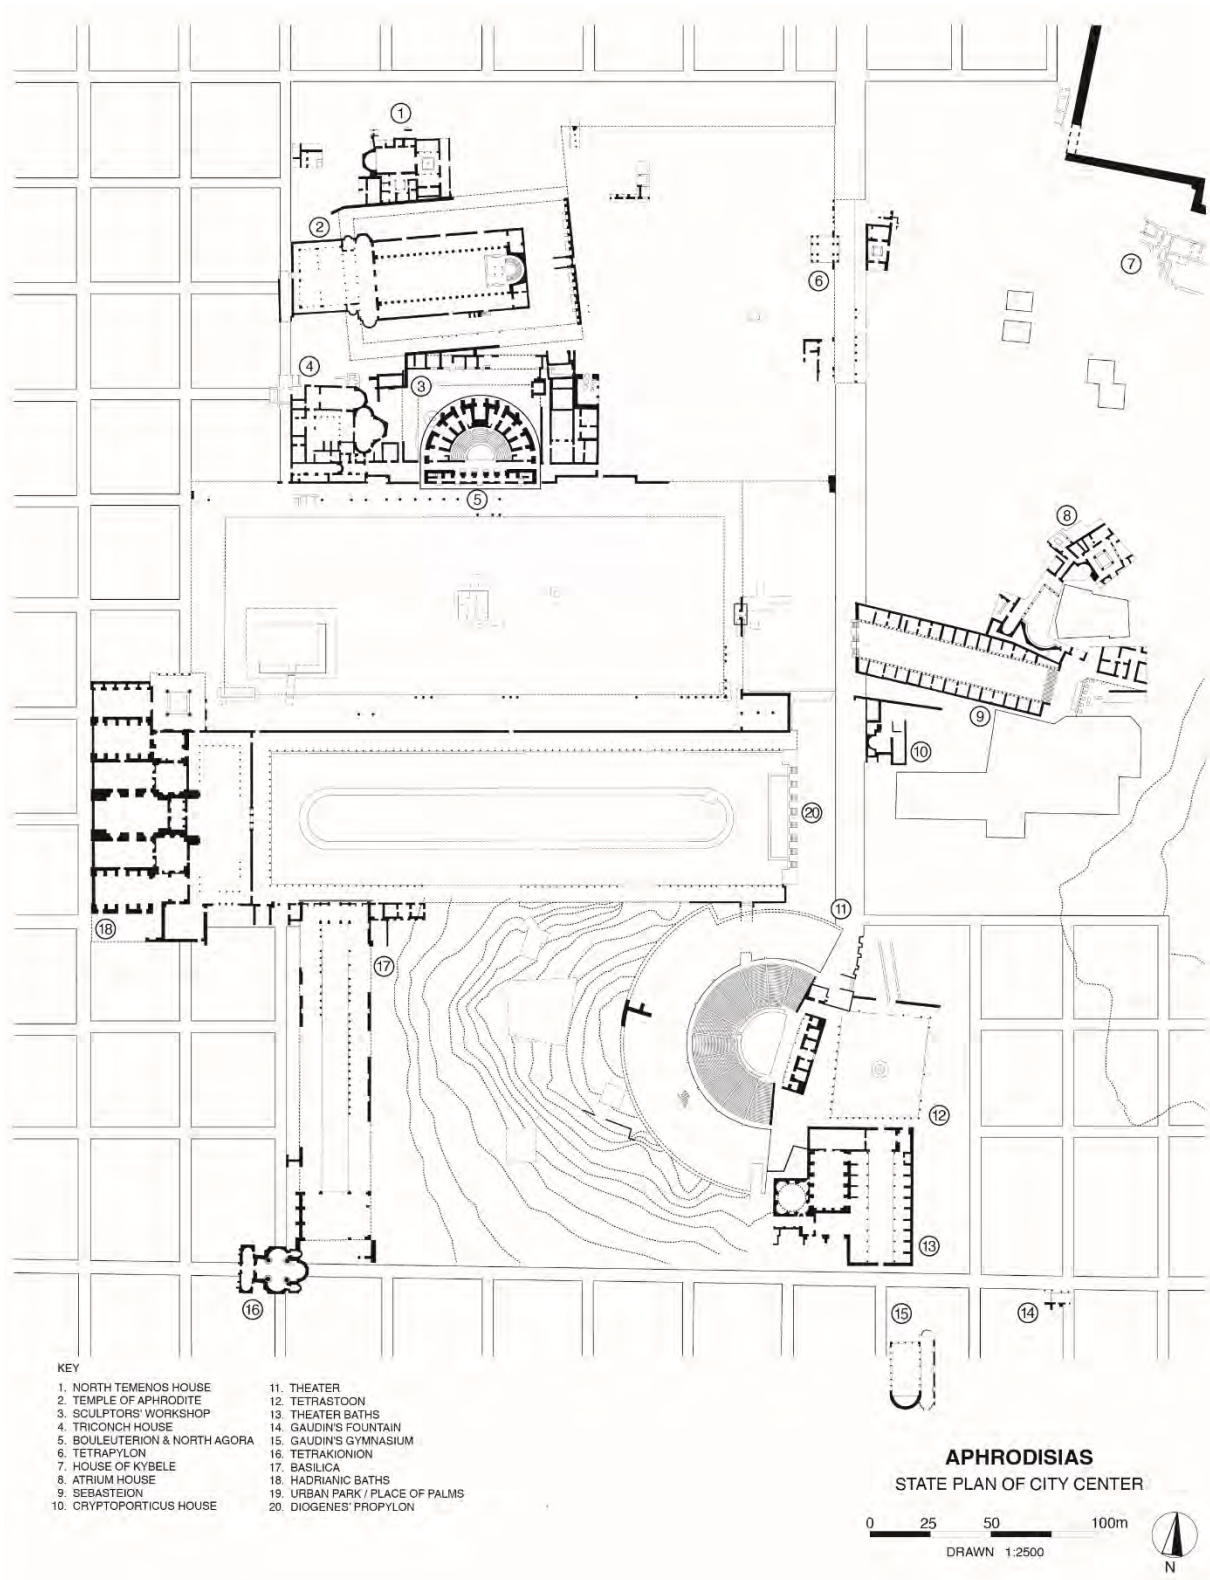 1
2
6
7
4
3
5
8
9
10
20
11
18
17
12
13
16
15
14
KEY
1. NORTH TEMENOS HOUSE
2. TEMPLE OF APHRODITE
3. SCULPTORS' WORKSHOP
4. TRICONCH HOUSE
5. BOULEUTERION & NORTH AGORA
6. TETRAPYLON
7. HOUSE OF KYBELE
8. ATRIUM HOUSE
9. SEBASTEION
10. CRYPTOPORTICUS HOUSE
11. THEATER
12. TETRASTOON
13. THEATER BATHS
14. GAUDIN'S FOUNTAIN
15. GAUDIN'S GYMNASIUM
16. TETRAKIONION
17. BASILICA
18. HADRIANIC BATHS
19. URBAN PARK / PLACE OF PALMS
20. DIOGENES' PROPYLON
APHRODISIAS
STATE PLAN OF CITY CENTER
0 25 50 100m
DRAWN 1:2500
N